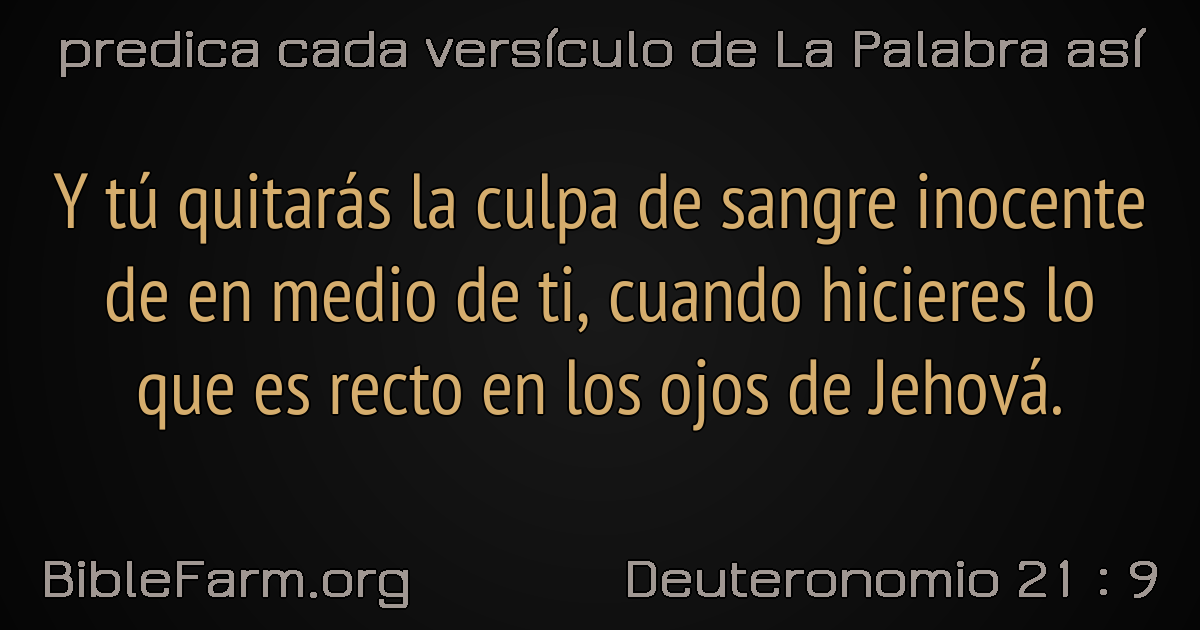 predica cada versículo de La Palabra así
Y tú quitarás la culpa de sangre inocente
de en medio de ti, cuando hicieres lo
que es recto en los ojos de Jehová.
BibleFarm.org
Deuteronomio 21 : 9